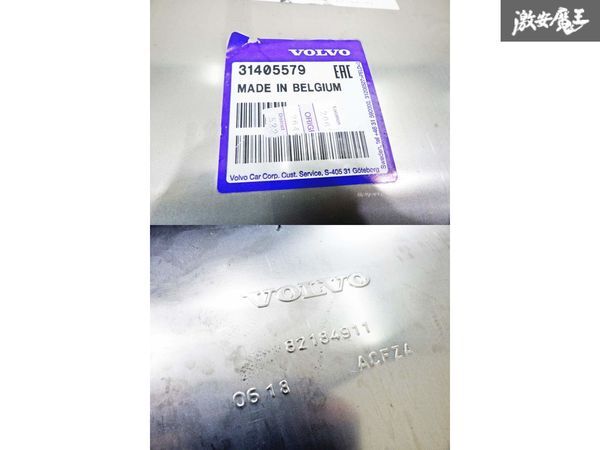 激安魔王
VOLVO
31405579
EAC
MADE IN BELGIUM
Volvo Car Corp. Cust. Service, S-405 31 Göteborg
VOLVO
82184911
0618
ACFZA